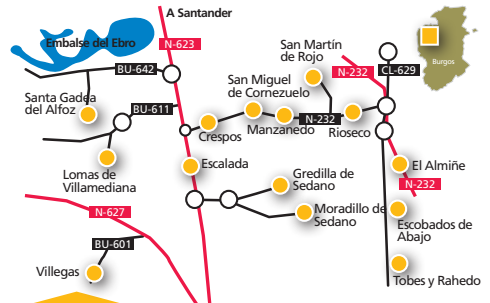 A Santander
Embalse del Ebro
N-623
San Martín
de Rojo
N-232
CL-629
Burgos
BU-642
San Miguel
de Cornezuelo
Santa Gadea
del Alfoz
BU-611
Crespos
Manzanedo
N-232
Rioseco
Escalada
El Almiñe
Lomas de
Villamediana
Gredilla de
Sedano
N-232
N-627
Moradillo de
Sedano
Escobados de
Abajo
BU-601
Villegas
Tobes y Rahedo